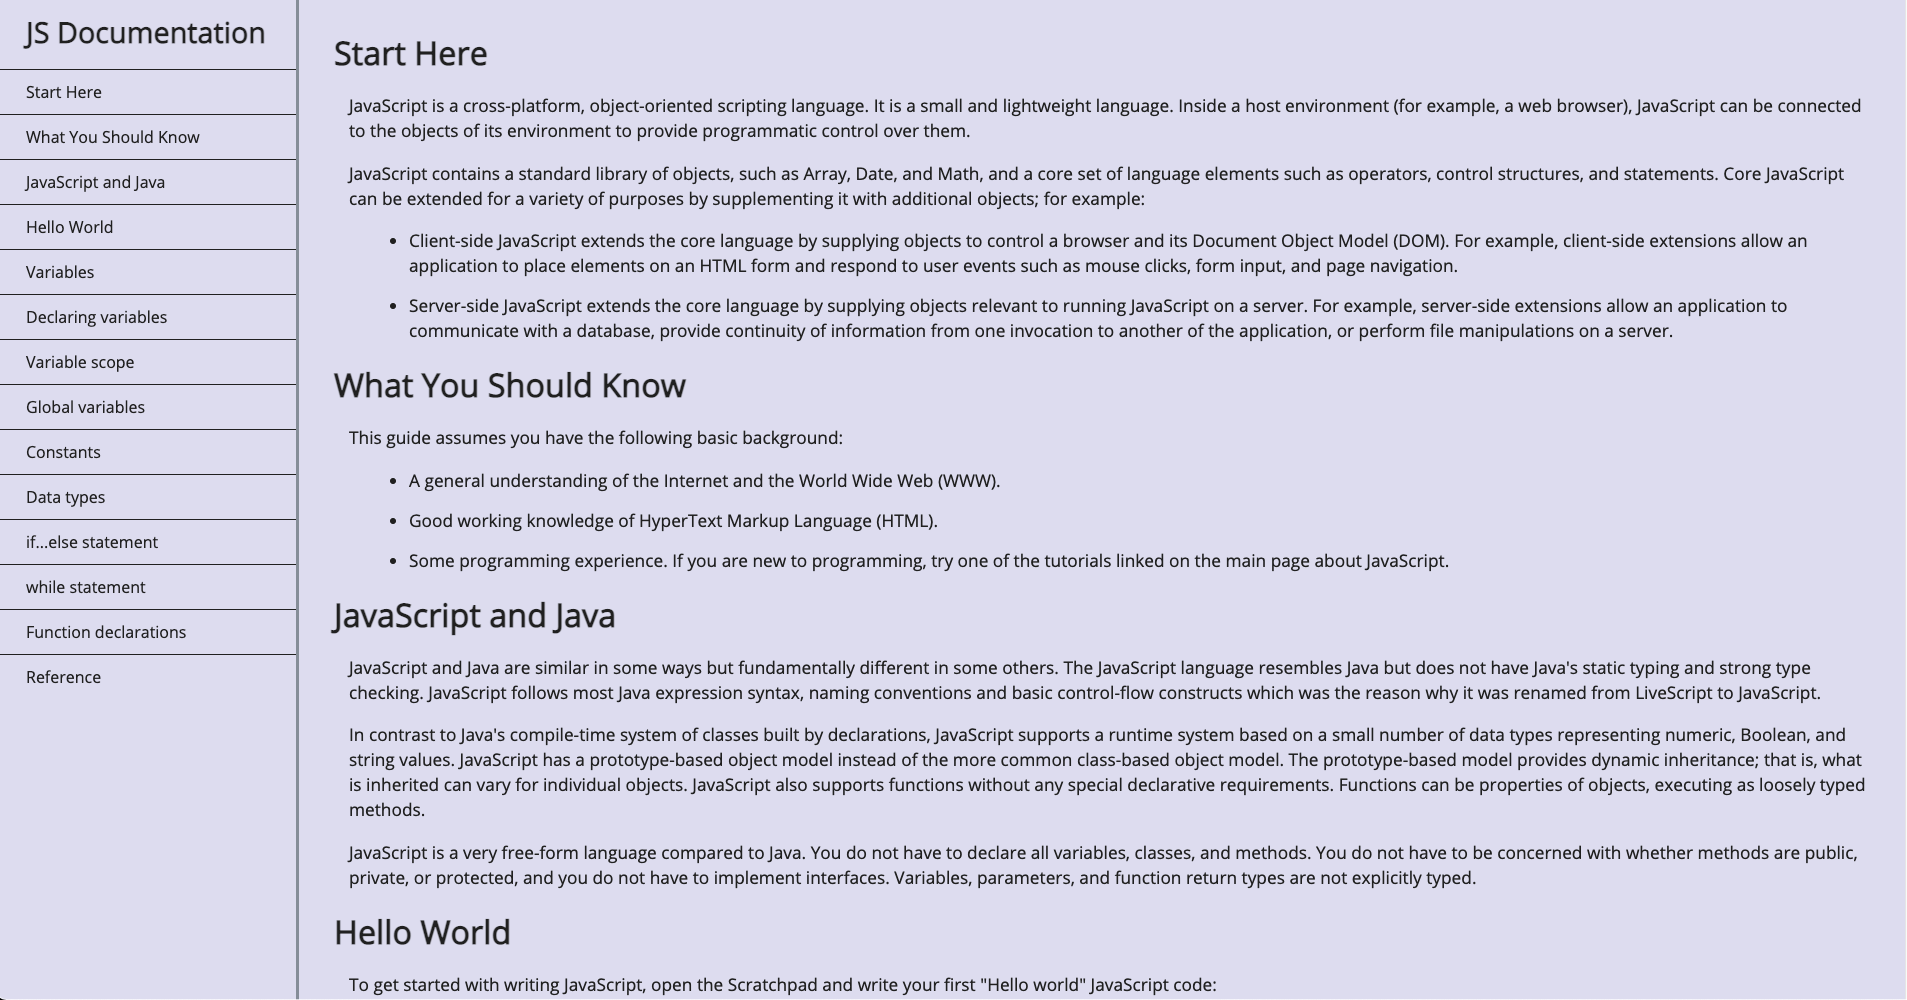 JS Documentation
Start Here
What You Should Know
JavaScript and Java
Hello World
Variables
Declaring variables
Variable scope
Global variables
Constants
Data types
if...else statement
while statement
Function declarations
Reference
Start Here
JavaScript is a cross-platform, object-oriented scripting language. It is a small and lightweight language. Inside a host environment (for example, a web browser), JavaScript can be connected
to the objects of its environment to provide programmatic control over them.
JavaScript contains a standard library of objects, such as Array, Date, and Math, and a core set of language elements such as operators, control structures, and statements. Core JavaScript
can be extended for a variety of purposes by supplementing it with additional objects; for example:
• Client-side JavaScript extends the core language by supplying objects to control a browser and its Document Object Model (DOM). For example, client-side extensions allow an
application to place elements on an HTML form and respond to user events such as mouse clicks, form input, and page navigation.
• Server-side JavaScript extends the core language by supplying objects relevant to running JavaScript on a server. For example, server-side extensions allow an application to
communicate with a database, provide continuity of information from one invocation to another of the application, or perform file manipulations on a server.
What You Should Know
This guide assumes you have the following basic background:
• A general understanding of the Internet and the World Wide Web (WWW).
• Good working knowledge of HyperText Markup Language (HTML).
• Some programming experience. If you are new to programming, try one of the tutorials linked on the main page about JavaScript.
JavaScript and Java
JavaScript and Java are similar in some ways but fundamentally different in some others. The JavaScript language resembles Java but does not have Java's static typing and strong type
checking. JavaScript follows most Java expression syntax, naming conventions and basic control-flow constructs which was the reason why it was renamed from LiveScript to JavaScript.
In contrast to Java's compile-time system of classes built by declarations, JavaScript supports a runtime system based on a small number of data types representing numeric, Boolean, and
string values. JavaScript has a prototype-based object model instead of the more common class-based object model. The prototype-based model provides dynamic inheritance; that is, what
is inherited can vary for individual objects. JavaScript also supports functions without any special declarative requirements. Functions can be properties of objects, executing as loosely typed
methods.
JavaScript is a very free-form language compared to Java. You do not have to declare all variables, classes, and methods. You do not have to be concerned with whether methods are public,
private, or protected, and you do not have to implement interfaces. Variables, parameters, and function return types are not explicitly typed.
Hello World
To get started with writing JavaScript, open the Scratchpad and write your first "Hello world" JavaScript code: